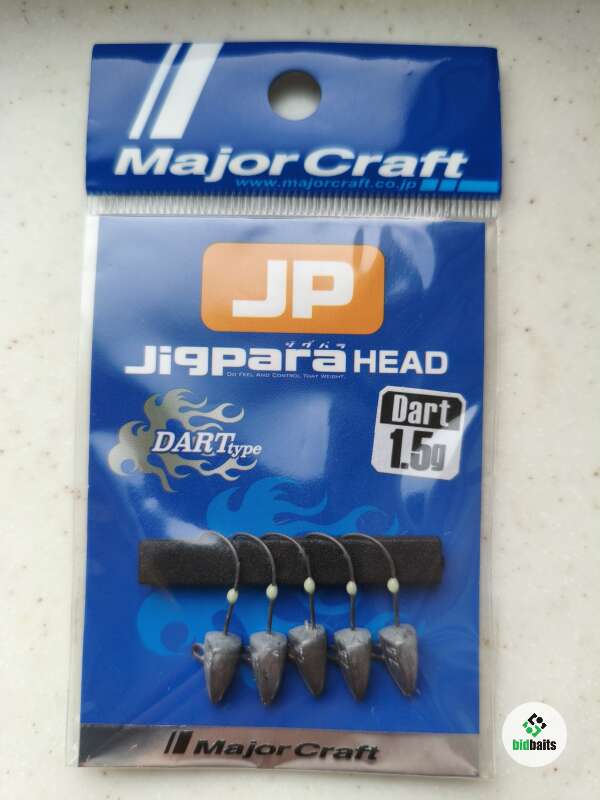 Major Craft
www.majorcraft.co.jp
JP
ジグパラ
Jigpara HEAD
DO FEEL AND CONTROL THAT WEIGHT.
DART type
Dart
1.5g
Major Craft
bidbaits